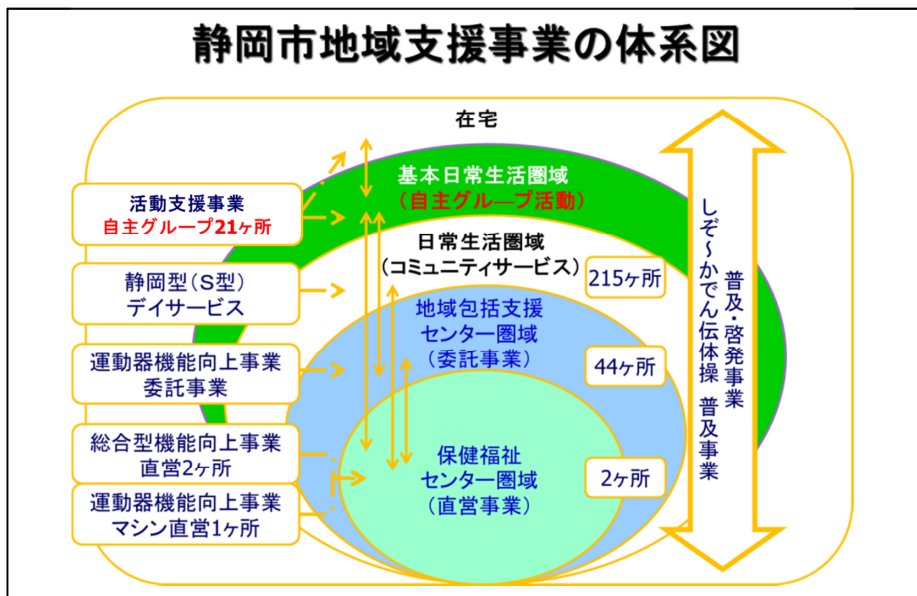 静岡市地域支援事業の体系図
在宅
基本日常生活圏域
（自主グループ活動）
活動支援事業
自主グループ21ヶ所
日常生活圏域
（コミュニティサービス）
静岡型（S型）
デイサービス
215ヶ所
地域包括支援
センター圏域
（委託事業）
運動器機能向上事業
委託事業
44ヶ所
総合型機能向上事業
直営2ヶ所
保健福祉
センター圏域
（直営事業）
2ヶ所
運動器機能向上事業
マシン直営1ヶ所
普及・啓発事業
しぞ～かでん伝体操 普及事業